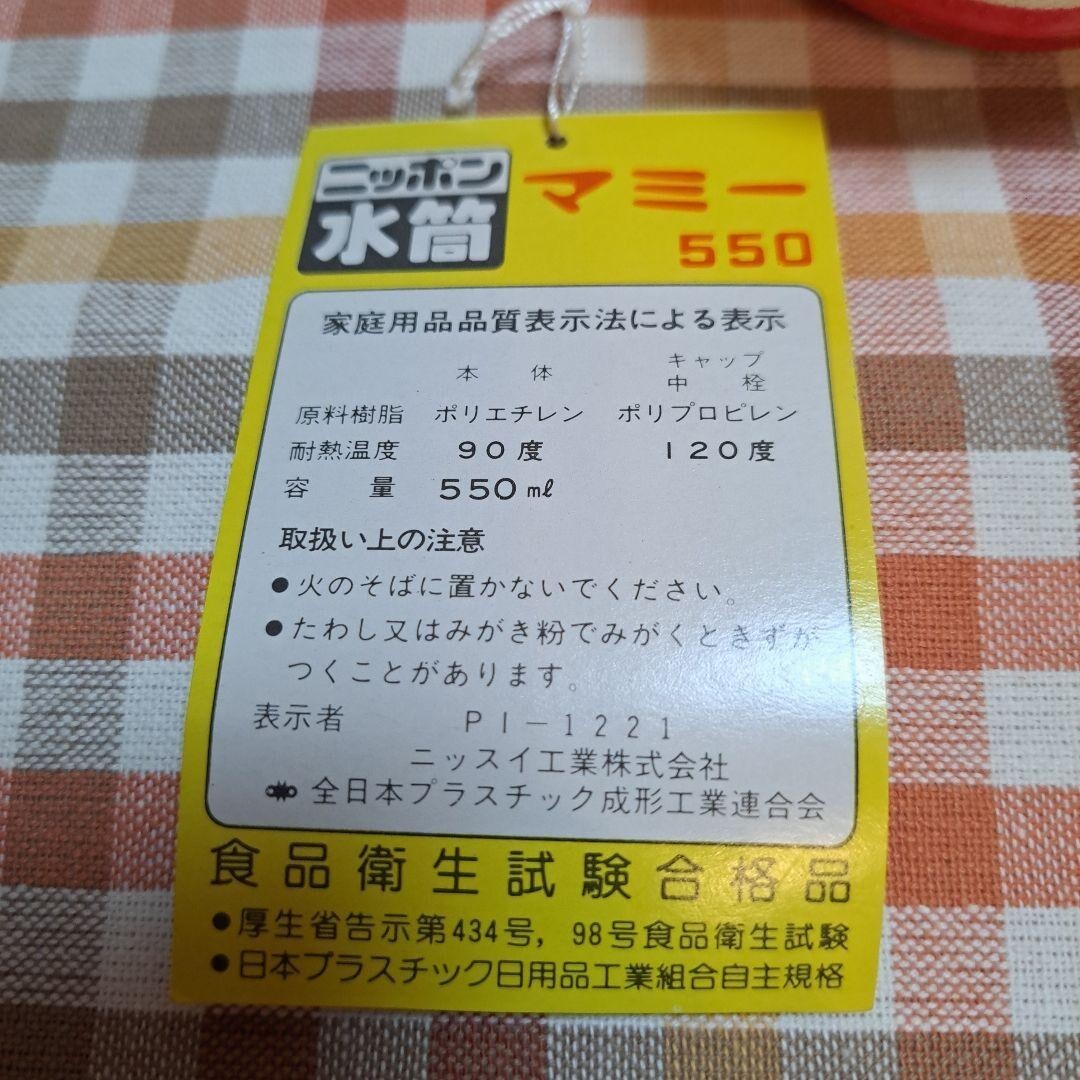 ニッポン
水筒
マミー
550
家庭用品品質表示法による表示
本体 キャップ
中栓
原料樹脂 ポリエチレン ポリプロピレン
耐熱温度 90度 120度
容量 550ml
取扱い上の注意
●火のそばに置かないでください。
●たわし又はみがき粉でみがくときずが
つくことがあります。
表示者 PI-1221
ニッスイ工業株式会社
全日本プラスチック成形工業連合会
食品衛生試験合格品
●厚生省告示第434号, 98号食品衛生試験
●日本プラスチック日用品工業組合自主規格